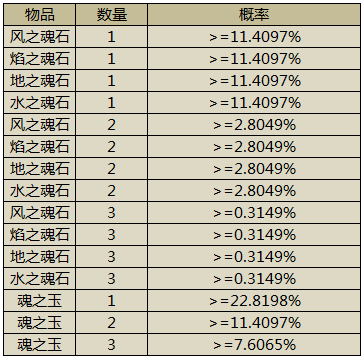 物品 数量 概率
风之魂石 1 >=11.4097%
焰之魂石 1 >=11.4097%
地之魂石 1 >=11.4097%
水之魂石 1 >=11.4097%
风之魂石 2 >=2.8049%
焰之魂石 2 >=2.8049%
地之魂石 2 >=2.8049%
水之魂石 2 >=2.8049%
风之魂石 3 >=0.3149%
焰之魂石 3 >=0.3149%
地之魂石 3 >=0.3149%
水之魂石 3 >=0.3149%
魂之玉 1 >=22.8198%
魂之玉 2 >=11.4097%
魂之玉 3 >=7.6065%